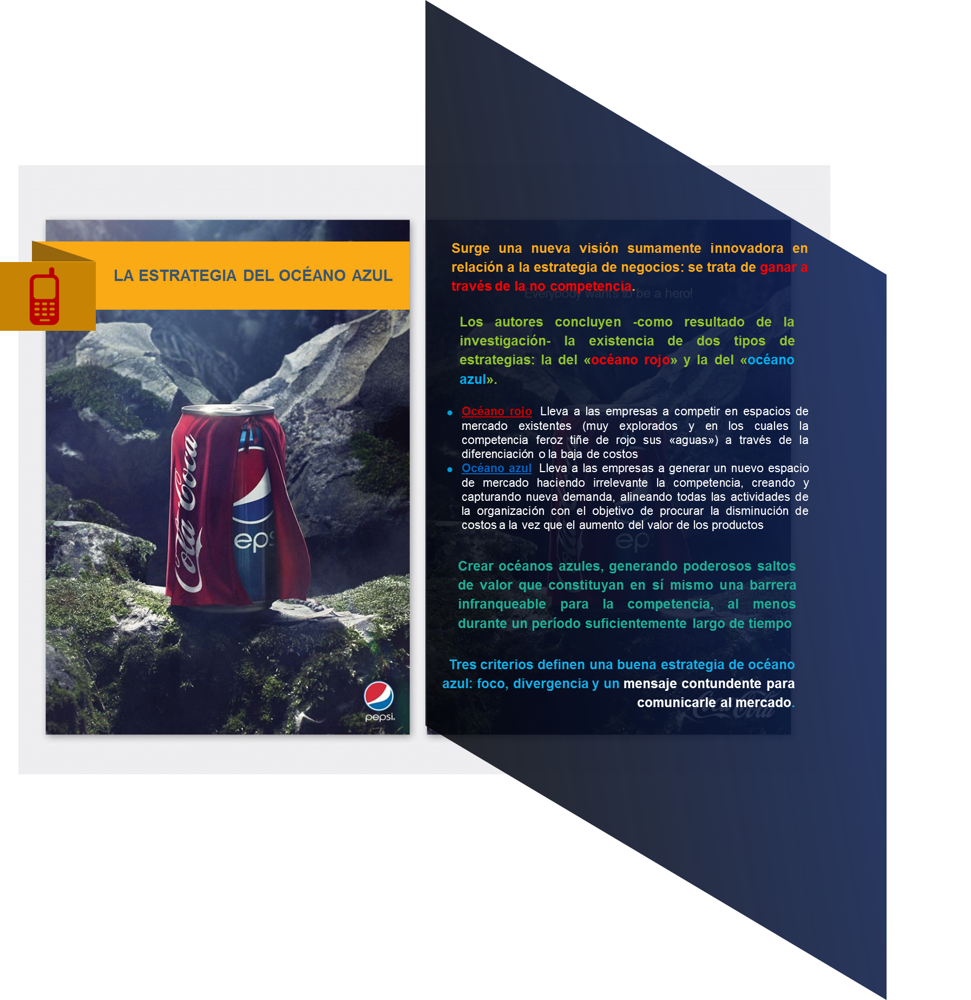 LA ESTRATEGIA DEL OCÉANO AZUL
Coca Cola
eps
pepsi
Surge una nueva visión sumamente innovadora en
relación a la estrategia de negocios: se trata de ganar a
través de la no competencia.
Everybody wants to be a hero!
Los autores concluyen -como resultado de la
investigación- la existencia de dos tipos de
estrategias: la del «océano rojo» y la del «océano
azul».
• Océano rojo Lleva a las empresas a competir en espacios de
mercado existentes (muy explorados y en los cuales la
competencia feroz tiñe de rojo sus «aguas») a través de la
diferenciación o la baja de costos
• Océano azul Lleva a las empresas a generar un nuevo espacio
de mercado haciendo irrelevante la competencia, creando y
capturando nueva demanda, alineando todas las actividades de
la organización con el objetivo de procurar la disminución de
costos a la vez que el aumento del valor de los productos
ep
Crear océanos azules, generando poderosos saltos
de valor que constituyan en sí mismo una barrera
infranqueable para la competencia, al menos
durante un período suficientemente largo de tiempo
Tres criterios definen una buena estrategia de océano
azul: foco, divergencia y un mensaje contundente para
comunicarle al mercado.
Coca Cola